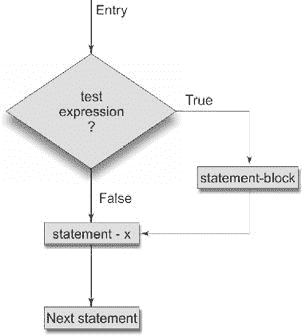 Entry
test
expression
?
True
statement-block
False
statement - x
Next statement